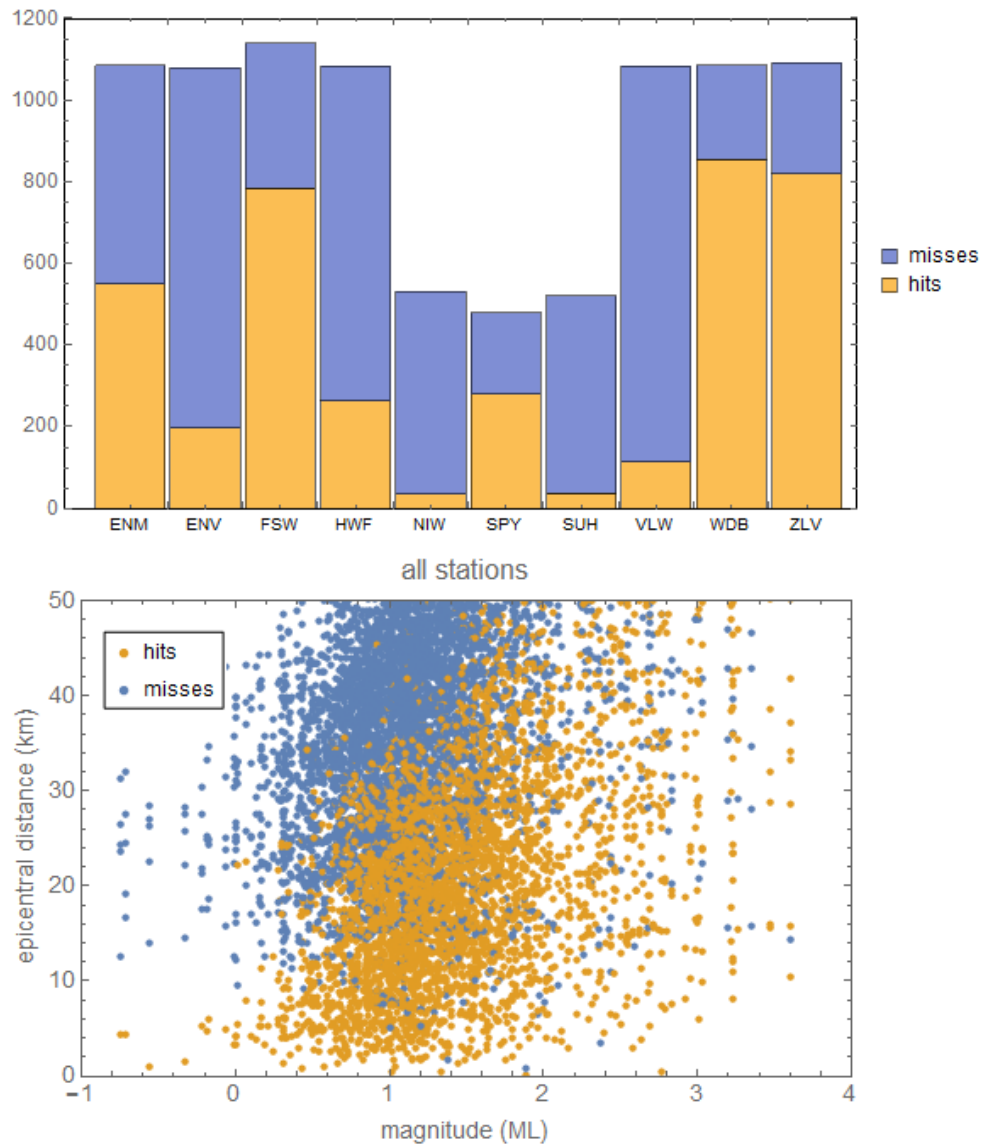 1200
1000
800
600
400
200
0
ENM ENV FSW HWF NIW SPY SUH VLW WDB ZLV
misses
hits
all stations
50
40
30
20
10
0
hits
misses
epicentral distance (km)
−1 0 1 2 3 4
magnitude (ML)